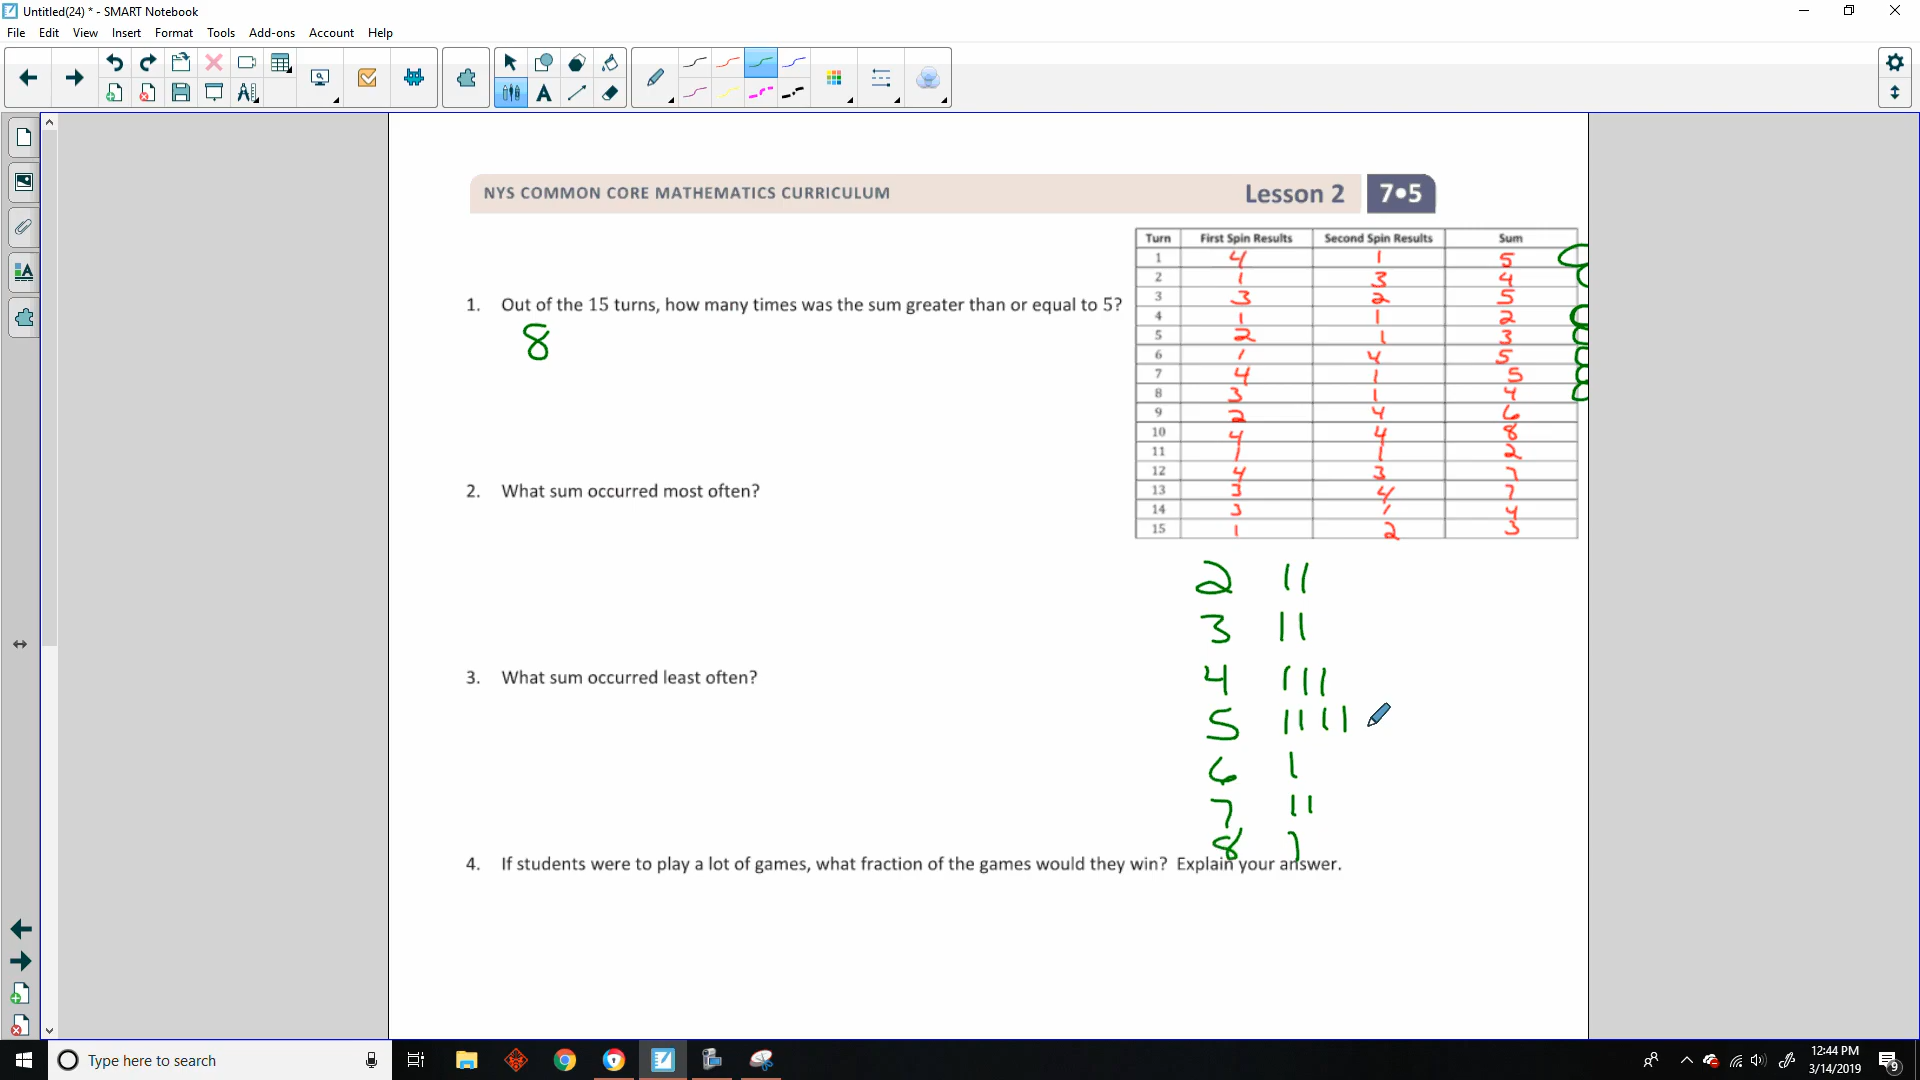 Untitled(24) * - SMART Notebook
File Edit View Insert Format Tools Add-ons Account Help
NYS COMMON CORE MATHEMATICS CURRICULUM Lesson 2 7•5
Turn First Spin Results Second Spin Results Sum
1 4 1 5
2 1 3 4
3 3 2 5
4 1 1 2
5 2 1 3
6 1 4 5
7 4 1 5
8 3 1 4
9 2 4 6
10 4 4 8
11 1 1 2
12 4 3 7
13 3 4 7
14 3 1 4
15 1 2 3
1. Out of the 15 turns, how many times was the sum greater than or equal to 5?
8
2. What sum occurred most often?
2 ||
3 ||
3. What sum occurred least often?
4 |||
5 ||||
6 |
7 ||
8 |
4. If students were to play a lot of games, what fraction of the games would they win? Explain your answer.
Type here to search
12:44 PM
3/14/2019
9